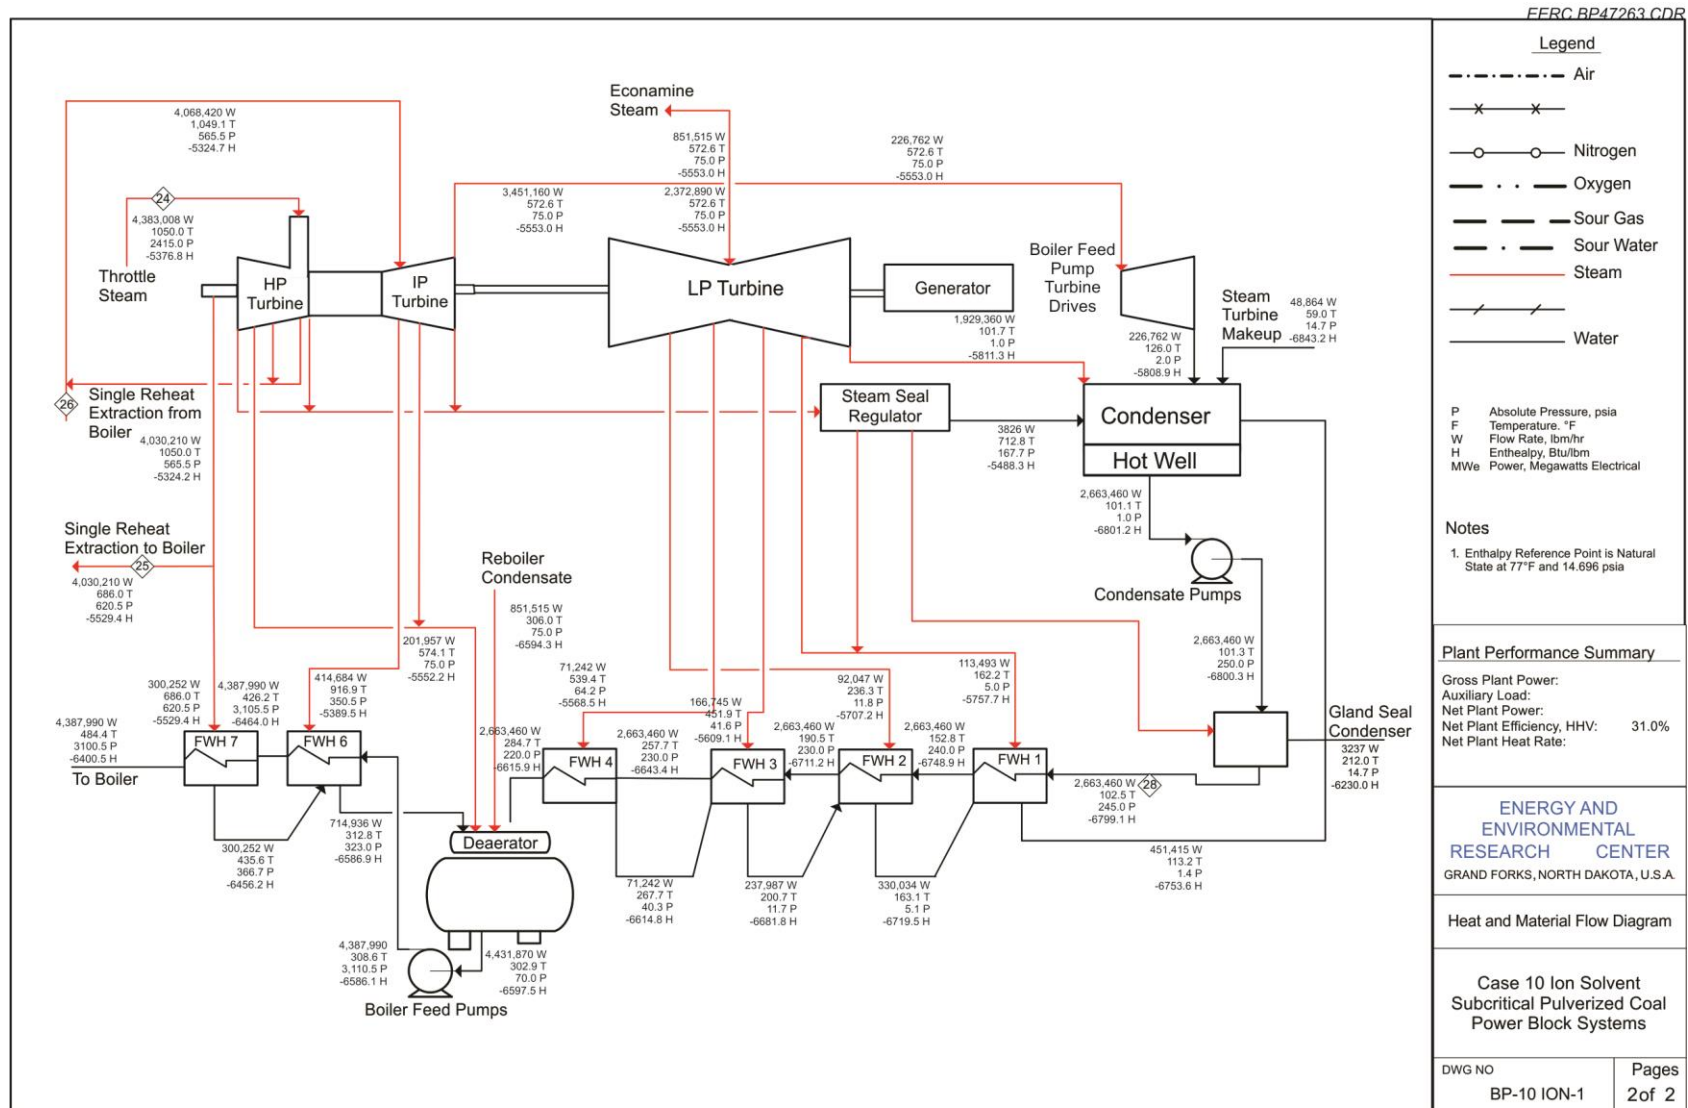 EERC BP47263.CDR
4,068,420 W
1,049.1 T
565.5 P
-5324.7 H
Econamine
Steam
851,515 W
572.6 T
75.0 P
-5553.0 H
226,762 W
572.6 T
75.0 P
-5553.0 H
24
4,383,008 W
1050.0 T
2415.0 P
-5376.8 H
Throttle
Steam
3,451,160 W
572.6 T
75.0 P
-5553.0 H
2,372,890 W
572.6 T
75.0 P
-5553.0 H
HP
Turbine
IP
Turbine
LP Turbine
Generator
Boiler Feed
Pump
Turbine
Drives
Steam
Turbine
Makeup
48,864 W
59.0 T
14.7 P
-6843.2 H
1,929,360 W
101.7 T
1.0 P
-5811.3 H
226,762 W
126.0 T
2.0 P
-5808.9 H
26
Single Reheat
Extraction from
Boiler
4,030,210 W
1050.0 T
565.5 P
-5324.2 H
Steam Seal
Regulator
3826 W
712.8 T
167.7 P
-5488.3 H
Condenser
Hot Well
2,663,460 W
101.1 T
1.0 P
-6801.2 H
Condensate Pumps
Single Reheat
Extraction to Boiler
25
4,030,210 W
686.0 T
620.5 P
-5529.4 H
Reboiler
Condensate
851,515 W
306.0 T
75.0 P
-6594.3 H
201,957 W
574.1 T
75.0 P
-5552.2 H
2,663,460 W
101.3 T
250.0 P
-6800.3 H
300,252 W
686.0 T
620.5 P
-5529.4 H
4,387,990 W
426.2 T
3,105.5 P
-6464.0 H
414,684 W
916.9 T
350.5 P
-5389.5 H
71,242 W
539.4 T
64.2 P
-5568.5 H
166,745 W
451.9 T
41.6 P
-5609.1 H
92,047 W
236.3 T
11.8 P
-5707.2 H
113,493 W
162.2 T
5.0 P
-5757.7 H
4,387,990 W
484.4 T
3100.5 P
-6400.5 H
To Boiler
FWH 7
FWH 6
2,663,460 W
284.7 T
220.0 P
-6615.9 H
FWH 4
2,663,460 W
257.7 T
230.0 P
-6643.4 H
FWH 3
2,663,460 W
190.5 T
230.0 P
-6711.2 H
FWH 2
2,663,460 W
152.8 T
240.0 P
-6748.9 H
FWH 1
28
2,663,460 W
102.5 T
245.0 P
-6799.1 H
Gland Seal
Condenser
3237 W
212.0 T
14.7 P
-6230.0 H
300,252 W
435.6 T
366.7 P
-6456.2 H
714,936 W
312.8 T
323.0 P
-6586.9 H
Deaerator
71,242 W
267.7 T
40.3 P
-6614.8 H
237,987 W
200.7 T
11.7 P
-6681.8 H
330,034 W
163.1 T
5.1 P
-6719.5 H
451,415 W
113.2 T
1.4 P
-6753.6 H
4,387,990
308.6 T
3,110.5 P
-6586.1 H
4,431,870 W
302.9 T
70.0 P
-6597.5 H
Boiler Feed Pumps
Legend
Air
Nitrogen
Oxygen
Sour Gas
Sour Water
Steam
Water
P Absolute Pressure, psia
F Temperature. °F
W Flow Rate, lbm/hr
H Enthealpy, Btu/lbm
MWe Power, Megawatts Electrical
Notes
1. Enthalpy Reference Point is Natural
State at 77°F and 14.696 psia
Plant Performance Summary
Gross Plant Power:
Auxiliary Load:
Net Plant Power:
Net Plant Efficiency, HHV: 31.0%
Net Plant Heat Rate:
ENERGY AND
ENVIRONMENTAL
RESEARCH CENTER
GRAND FORKS, NORTH DAKOTA, U.S.A.
Heat and Material Flow Diagram
Case 10 Ion Solvent
Subcritical Pulverized Coal
Power Block Systems
DWG NO
BP-10 ION-1
Pages
2of 2